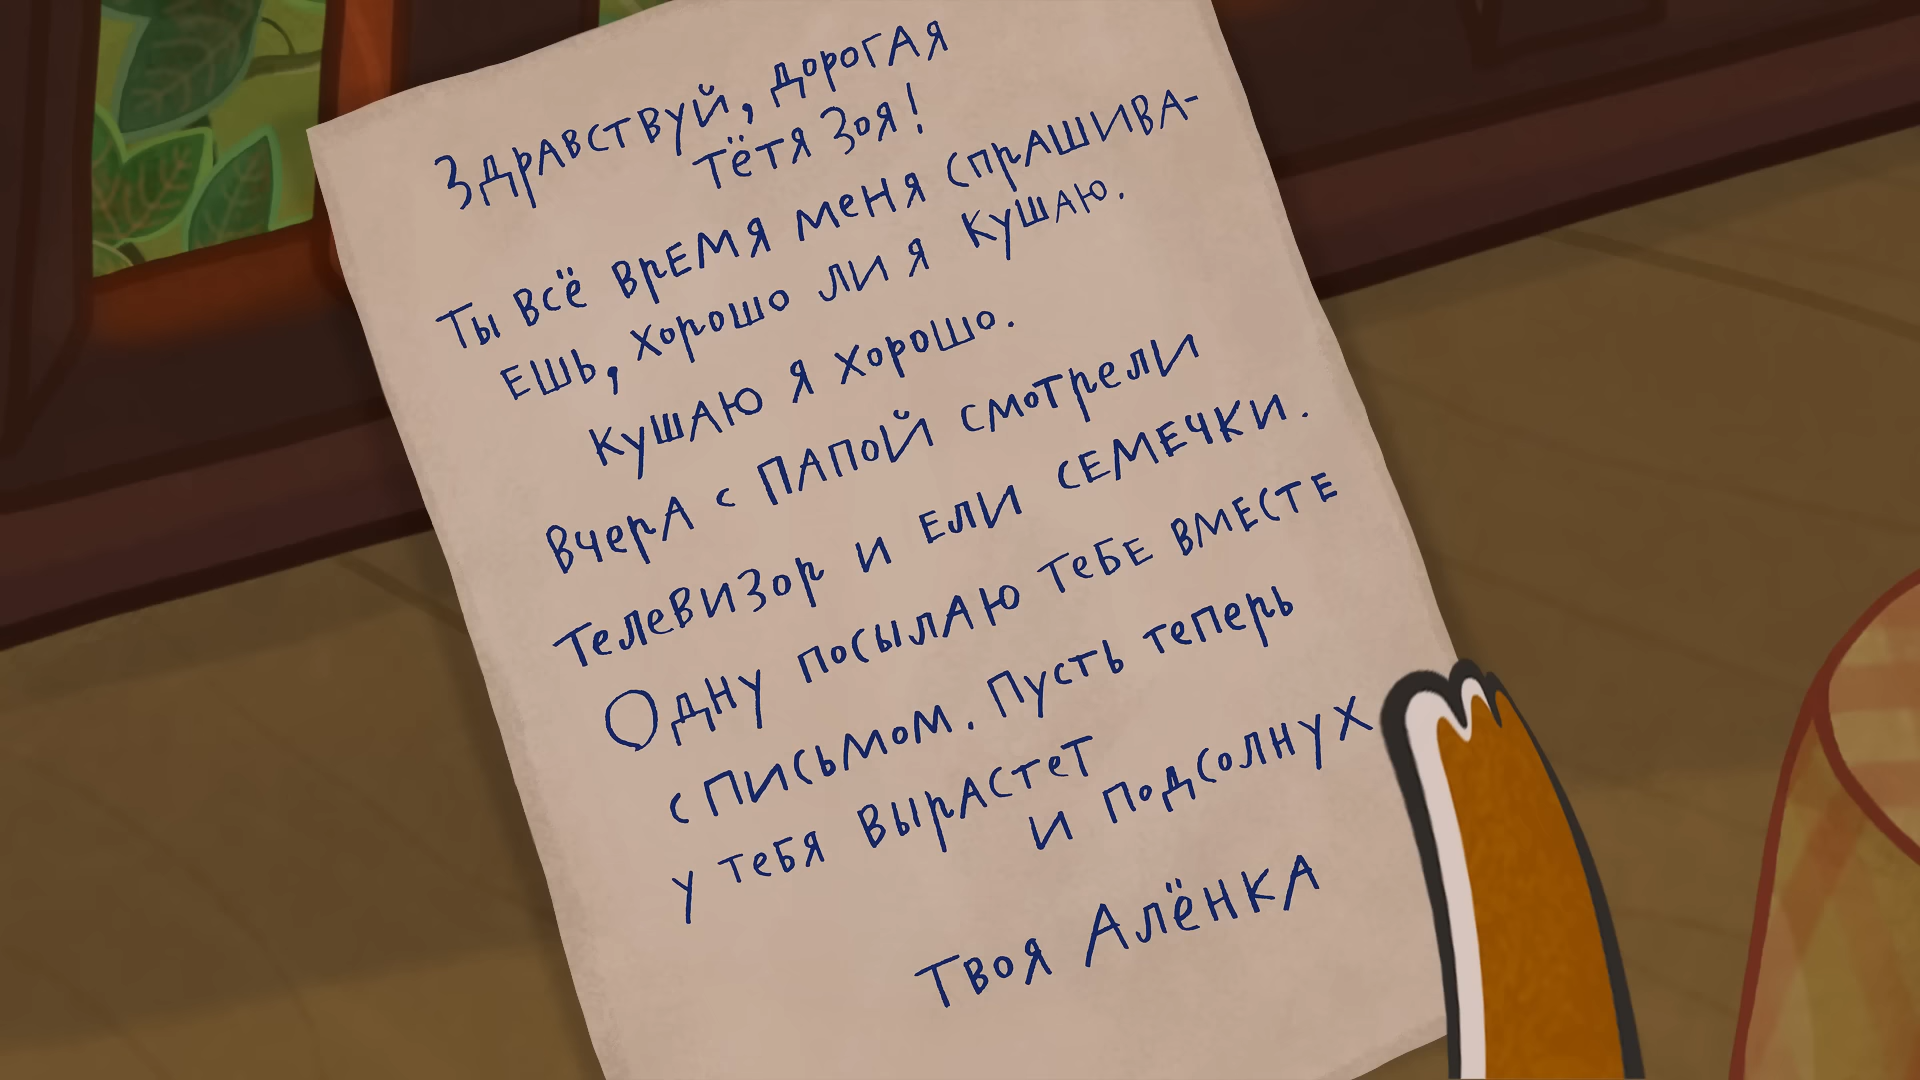 Здравствуй, дорогая
тётя Зоя!
Ты всё время меня спрашива-
ешь, хорошо ли я кушаю.
Кушаю я хорошо.
Вчера с папой смотрели
телевизор и ели семечки.
Одну посылаю тебе вместе
с письмом. Пусть теперь
у тебя вырастет
и подсолнух
Твоя Алёнка